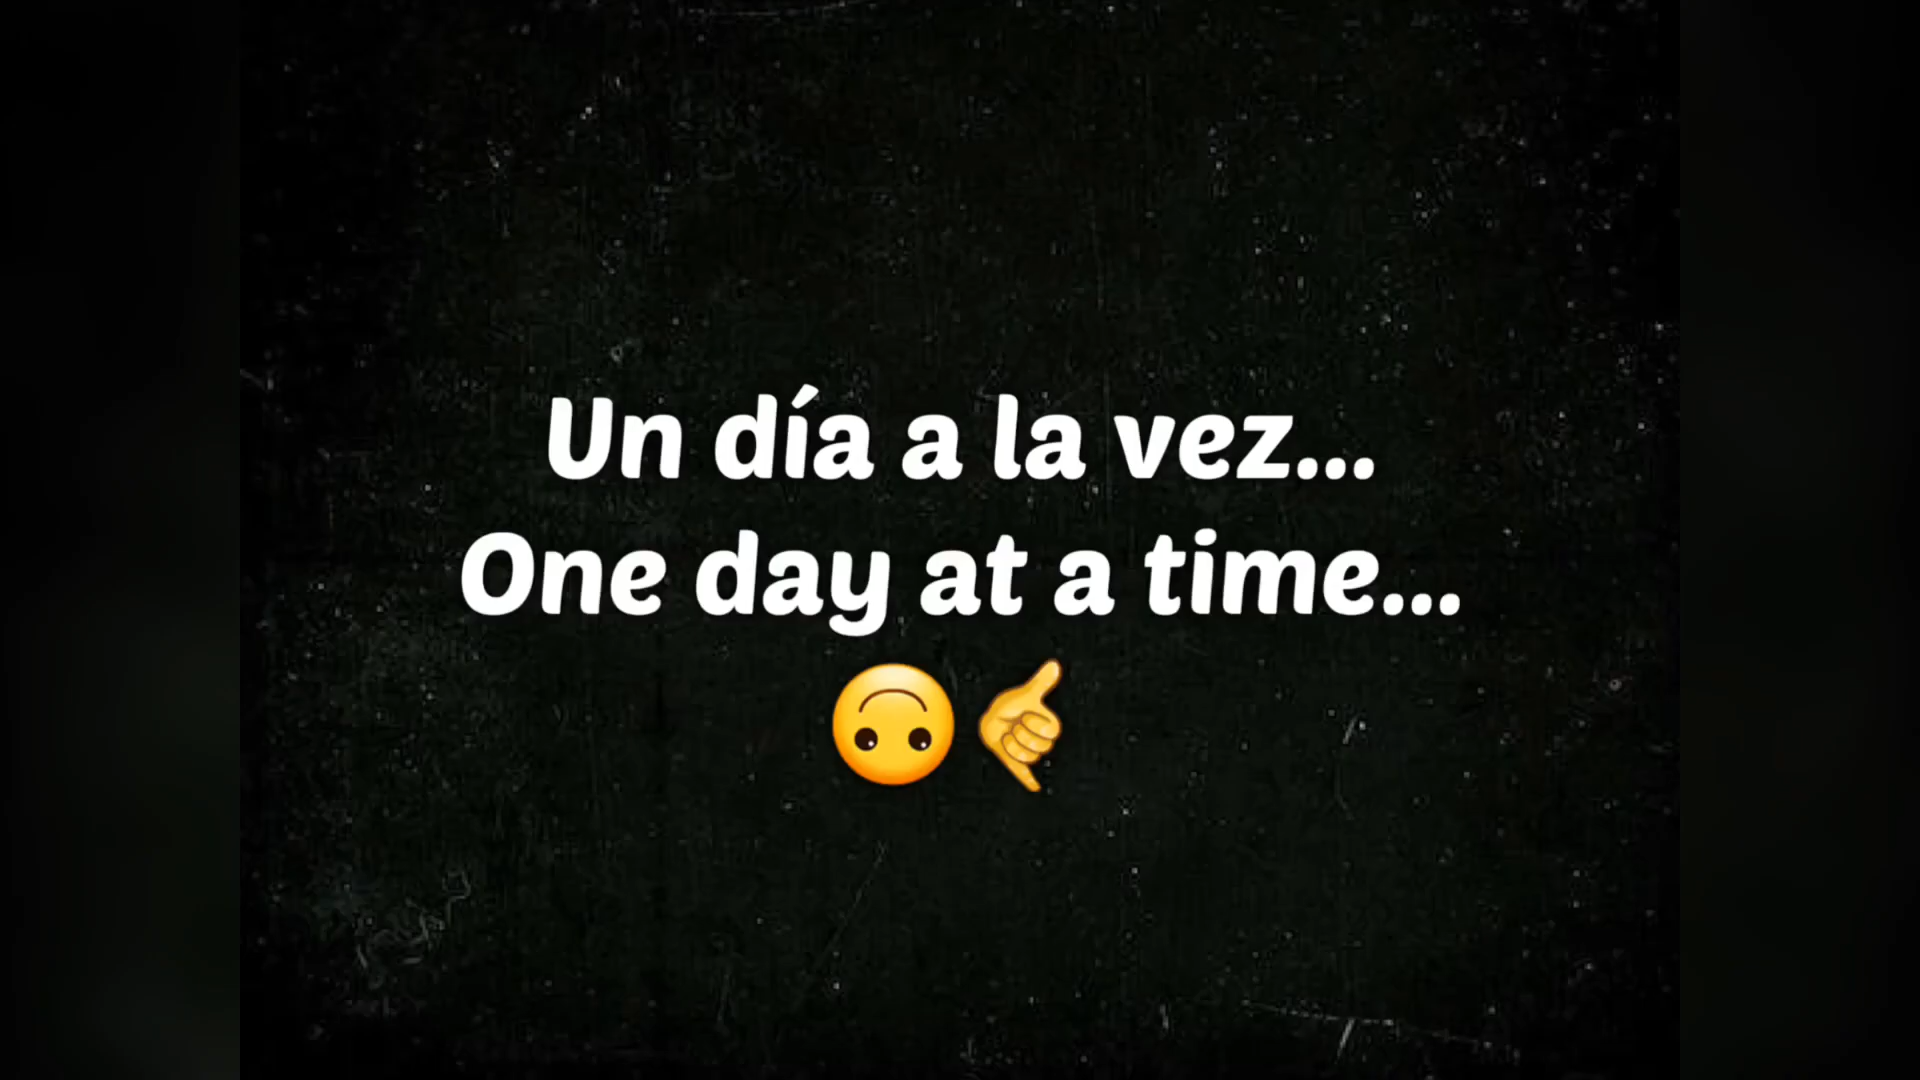 Un día a la vez...
One day at a time...
🙃🤙